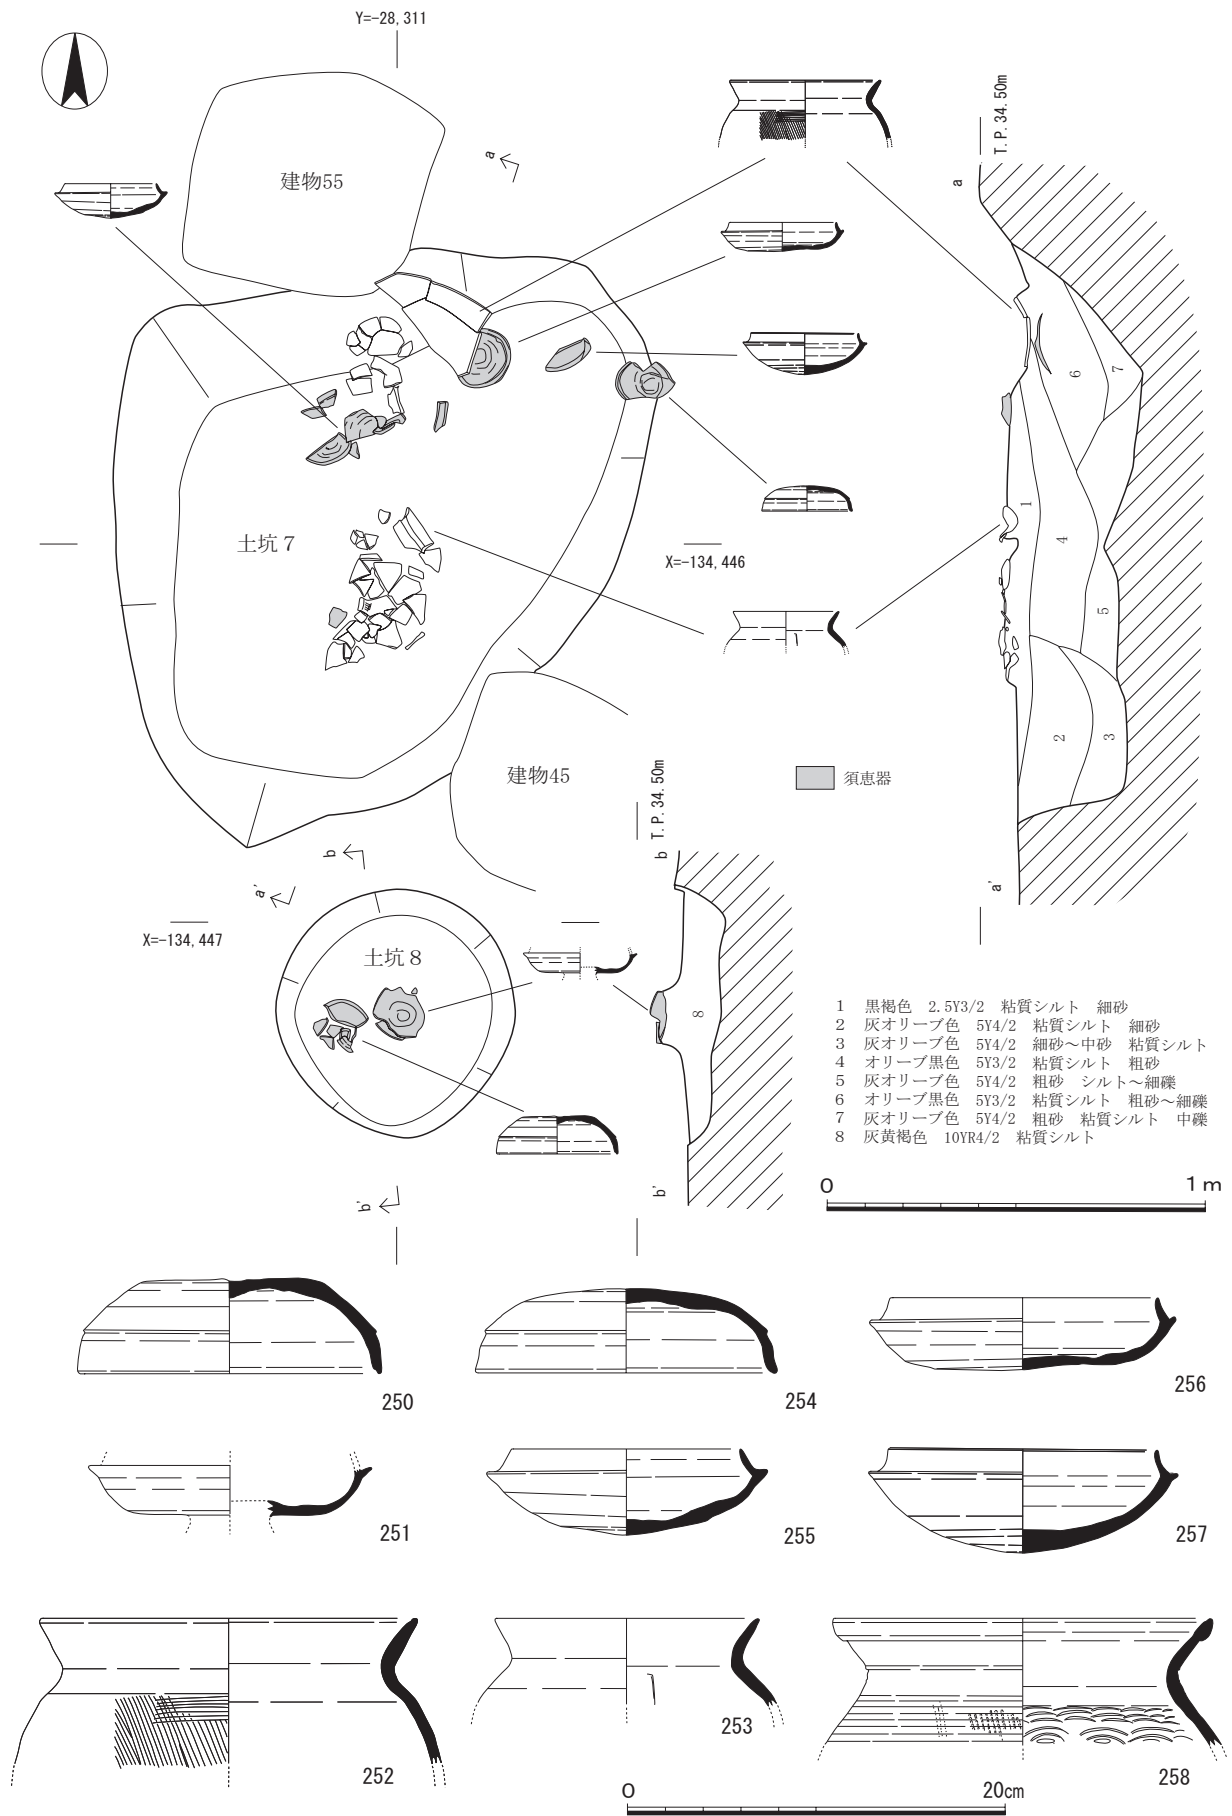 Y=-28,311
T.P.34.50m
a
a
建物55
6
7
1
土坑７
X=-134,446
4
5
2
3
建物45
須恵器
T.P.34.50m
b
b
a'
a'
X=-134,447
土坑８
8
1 黒褐色 2.5Y3/2 粘質シルト 細砂
2 灰オリーブ色 5Y4/2 粘質シルト 細砂
3 灰オリーブ色 5Y4/2 細砂～中砂 粘質シルト
4 オリーブ黒色 5Y3/2 粘質シルト 粗砂
5 灰オリーブ色 5Y4/2 粗砂 シルト～細礫
6 オリーブ黒色 5Y3/2 粘質シルト 粗砂～細礫
7 灰オリーブ色 5Y4/2 粗砂 粘質シルト 中礫
8 灰黄褐色 10YR4/2 粘質シルト
b'
b'
0 1m
250
254
256
251
255
257
252
253
258
0 20cm